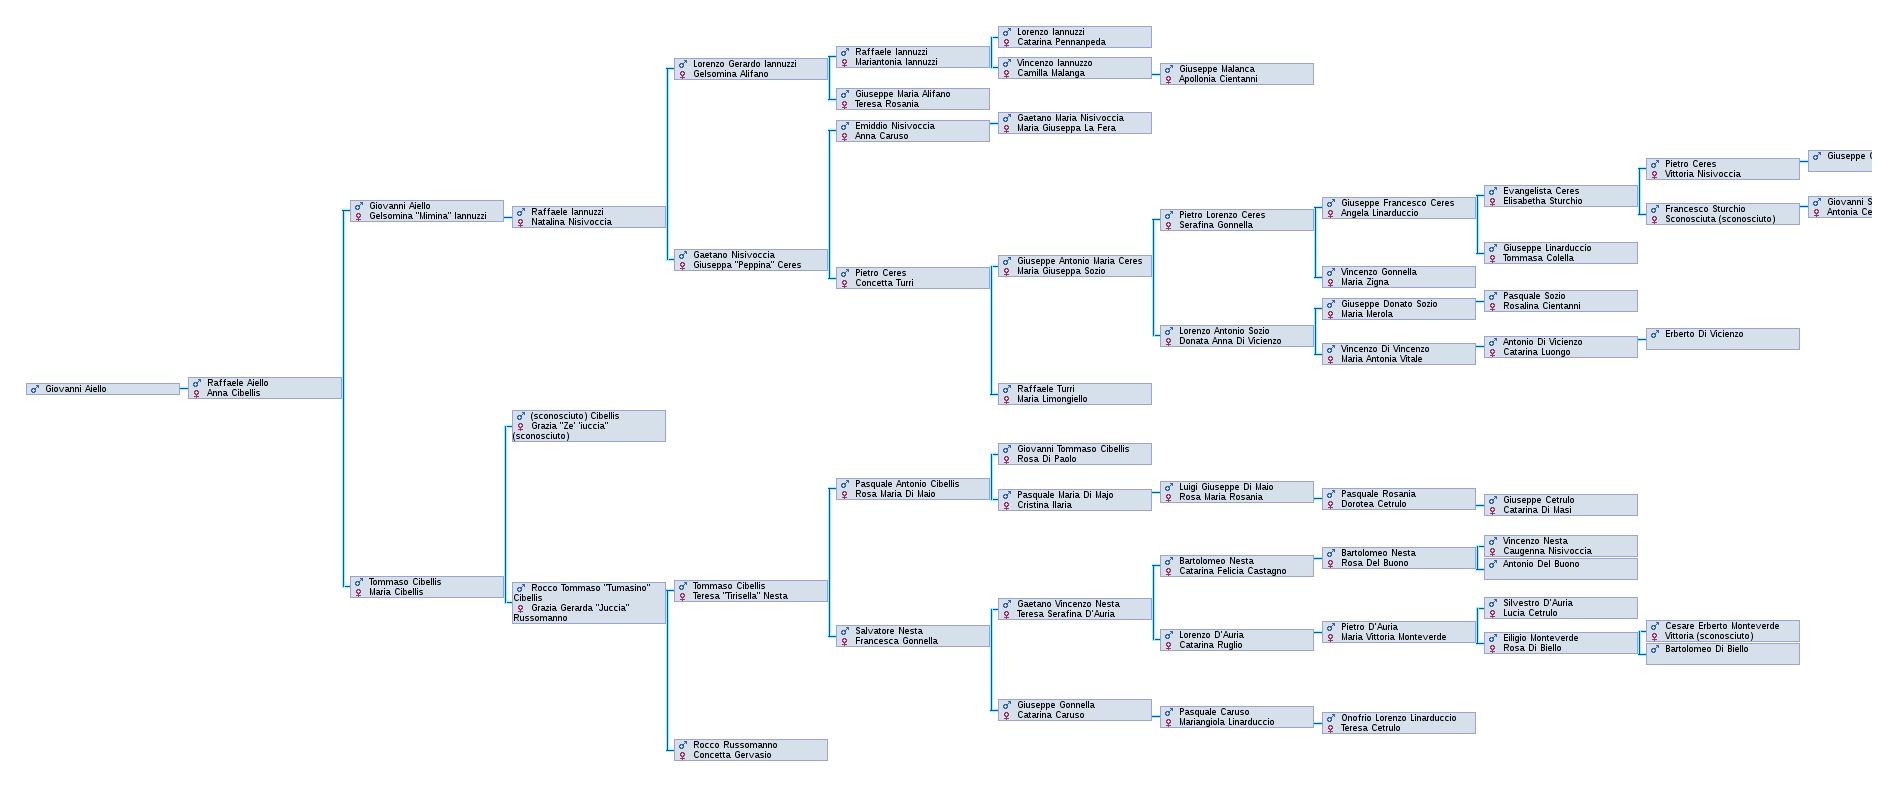 Giovanni Aiello
Raffaele Aiello
Anna Cibellis
Giovanni Aiello
Gelsomina "Mimina" Iannuzzi
Tommaso Cibellis
Maria Cibellis
Raffaele Iannuzzi
Natalina Nisivoccia
(sconosciuto) Cibellis
Grazia "Ze' 'iuccia"
(sconosciuto)
Rocco Tommaso "Tumasino"
Cibellis
Grazia Gerarda "Juccia"
Russomanno
Lorenzo Gerardo Iannuzzi
Gelsomina Alifano
Gaetano Nisivoccia
Giuseppa "Peppina" Ceres
Tommaso Cibellis
Teresa "Tirisella" Nesta
Rocco Russomanno
Concetta Gervasio
Raffaele Iannuzzi
Mariantonia Iannuzzi
Giuseppe Maria Alifano
Teresa Rosania
Emiddio Nisivoccia
Anna Caruso
Pietro Ceres
Concetta Turri
Pasquale Antonio Cibellis
Rosa Maria Di Maio
Salvatore Nesta
Francesca Gonnella
Lorenzo Iannuzzi
Catarina Pennanpeda
Vincenzo Iannuzzo
Camilla Malanga
Gaetano Maria Nisivoccia
Maria Giuseppa La Fera
Giuseppe Antonio Maria Ceres
Maria Giuseppa Sozio
Raffaele Turri
Maria Limongiello
Giovanni Tommaso Cibellis
Rosa Di Paolo
Pasquale Maria Di Majo
Cristina Ilaria
Gaetano Vincenzo Nesta
Teresa Serafina D'Auria
Giuseppe Gonnella
Catarina Caruso
Giuseppe Malanca
Apollonia Cientanni
Pietro Lorenzo Ceres
Serafina Gonnella
Lorenzo Antonio Sozio
Donata Anna Di Vicienzo
Luigi Giuseppe Di Maio
Rosa Maria Rosania
Bartolomeo Nesta
Catarina Felicia Castagno
Lorenzo D'Auria
Catarina Ruglio
Pasquale Caruso
Mariangiola Linarduccio
Giuseppe Francesco Ceres
Angela Linarduccio
Vincenzo Gonnella
Maria Zigna
Giuseppe Donato Sozio
Maria Merola
Vincenzo Di Vincenzo
Maria Antonia Vitale
Pasquale Rosania
Dorotea Cetrulo
Bartolomeo Nesta
Rosa Del Buono
Pietro D'Auria
Maria Vittoria Monteverde
Onofrio Lorenzo Linarduccio
Teresa Cetrulo
Evangelista Ceres
Elisabetha Sturchio
Giuseppe Linarduccio
Tommasa Colella
Pasquale Sozio
Rosalina Cientanni
Antonio Di Vicienzo
Catarina Luongo
Giuseppe Cetrulo
Catarina Di Masi
Vincenzo Nesta
Caugenna Nisivoccia
Antonio Del Buono
Silvestro D'Auria
Lucia Cetrulo
Eiligio Monteverde
Rosa Di Biello
Pietro Ceres
Vittoria Nisivoccia
Francesco Sturchio
Sconosciuta (sconosciuto)
Erberto Di Vicienzo
Cesare Erberto Monteverde
Vittoria (sconosciuto)
Bartolomeo Di Biello
Giuseppe
Giovanni S
Antonia Ce